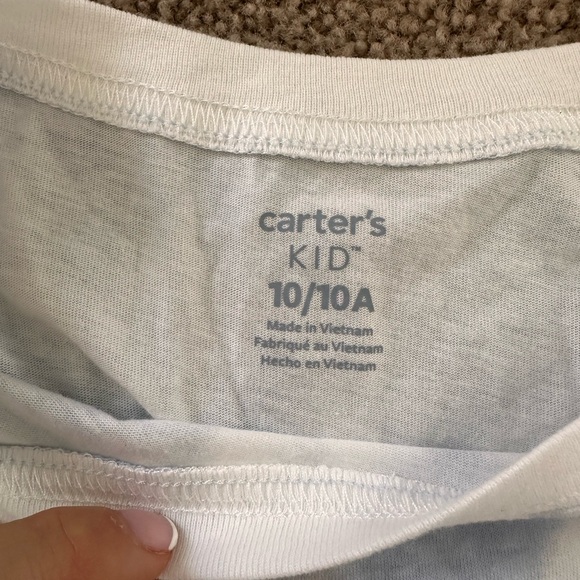 carter's
KID™
10/10A
Made in Vietnam
Fabriqué au Vietnam
Hecho en Vietnam